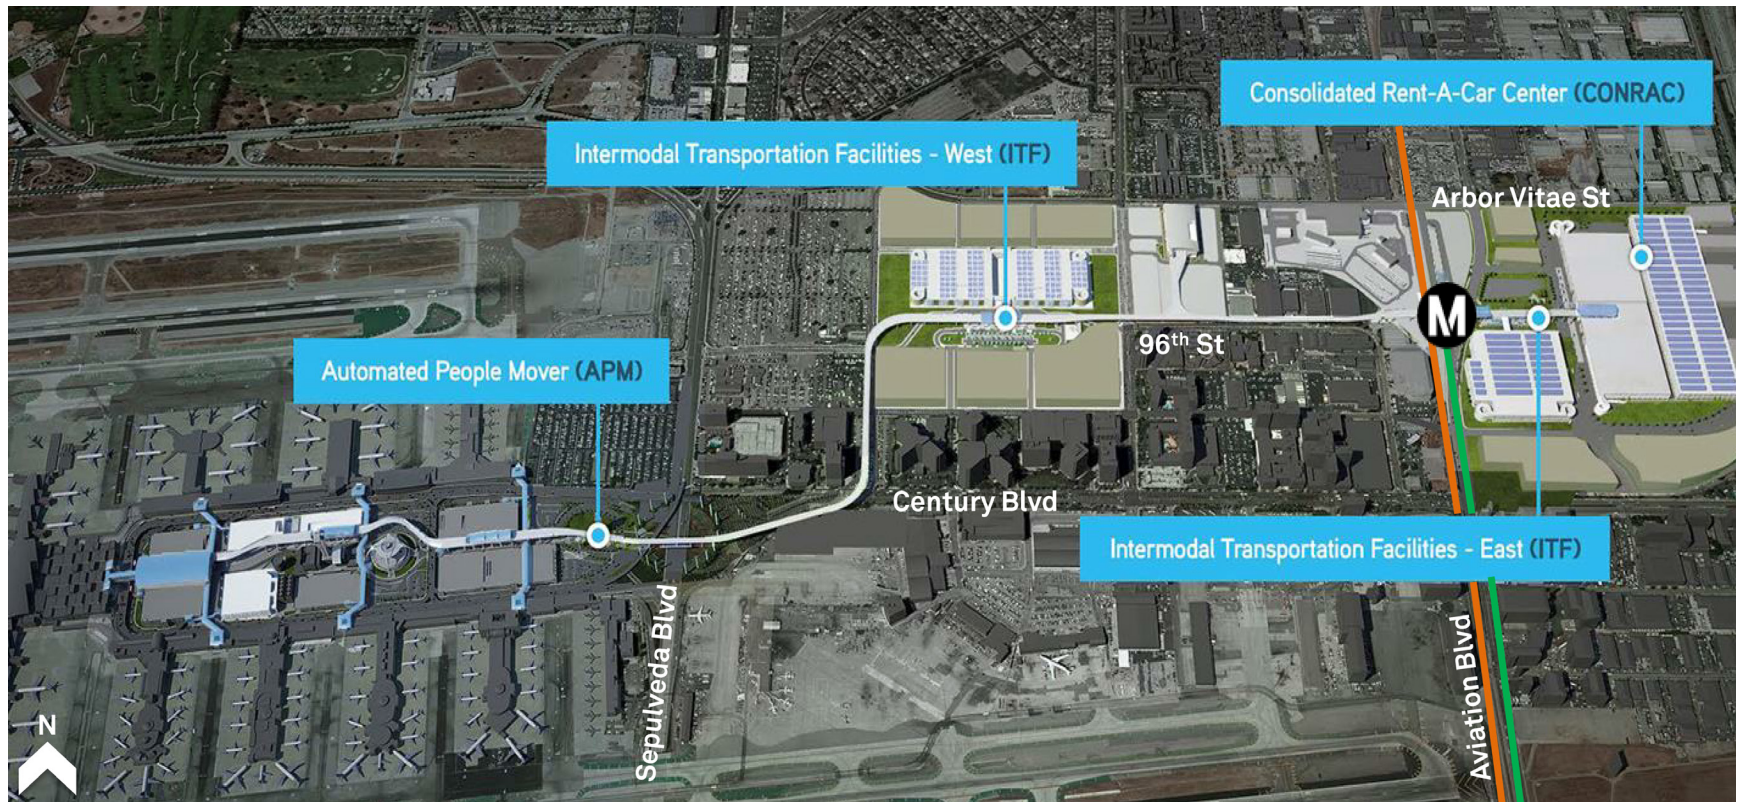 Consolidated Rent-A-Car Center (CONRAC)
Intermodal Transportation Facilities - West (ITF)
Arbor Vitae St
M
96th St
Automated People Mover (APM)
Century Blvd
Intermodal Transportation Facilities - East (ITF)
Sepulveda Blvd
Aviation Blvd
N